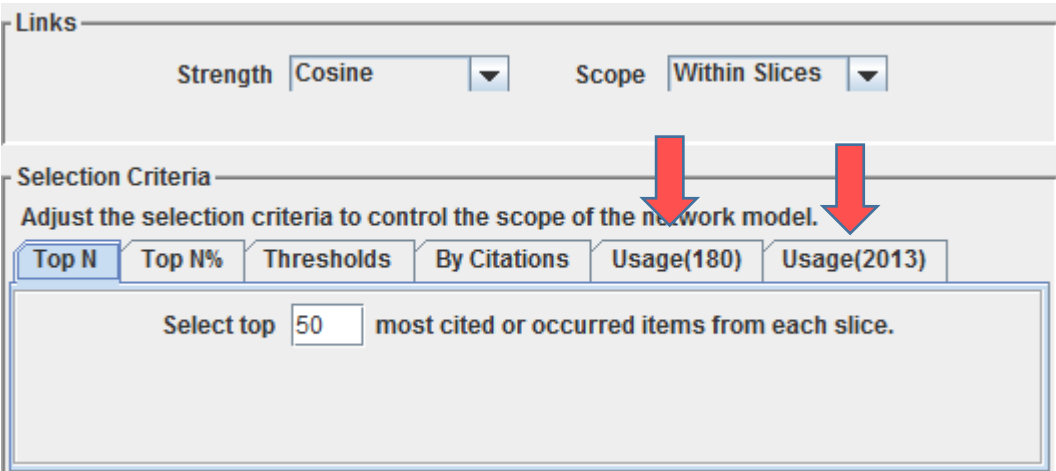 Links
Strength Cosine Scope Within Slices
Selection Criteria
Adjust the selection criteria to control the scope of the network model.
Top N Top N% Thresholds By Citations Usage(180) Usage(2013)
Select top 50 most cited or occurred items from each slice.